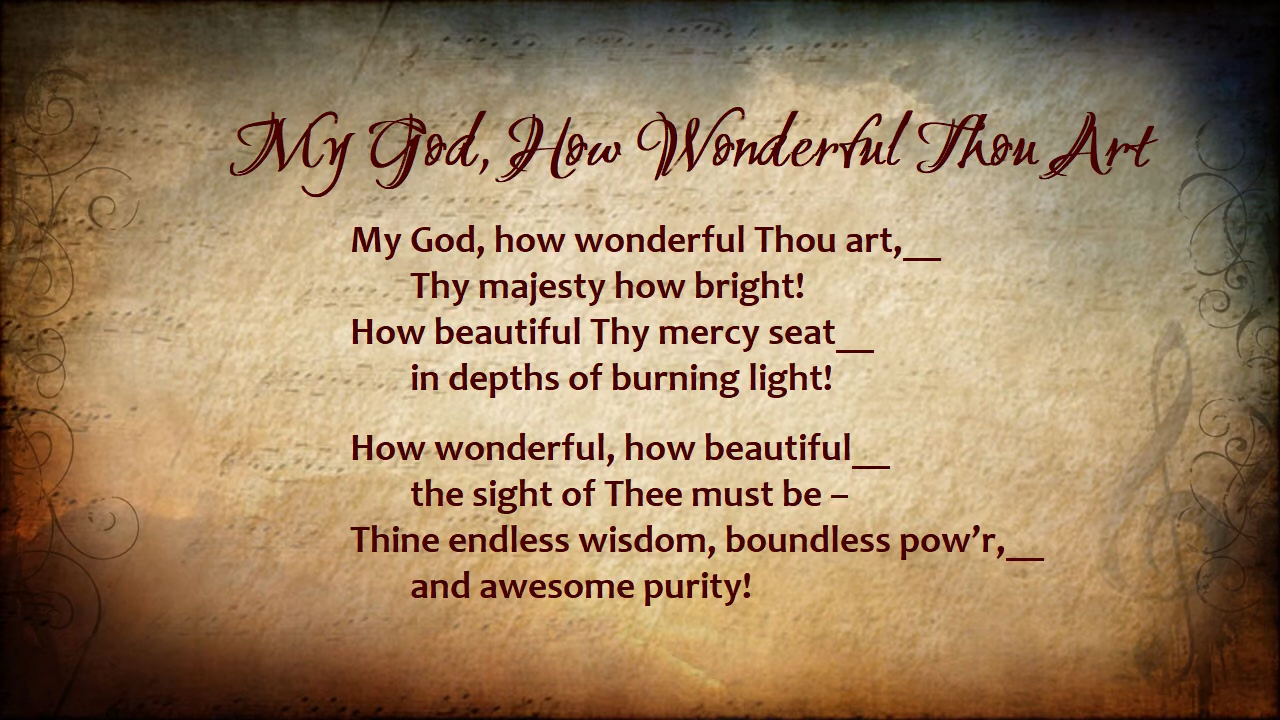 My God, How Wonderful Thou Art
My God, how wonderful Thou art,__
Thy majesty how bright!
How beautiful Thy mercy seat__
in depths of burning light!
How wonderful, how beautiful__
the sight of Thee must be –
Thine endless wisdom, boundless pow’r,__
and awesome purity!